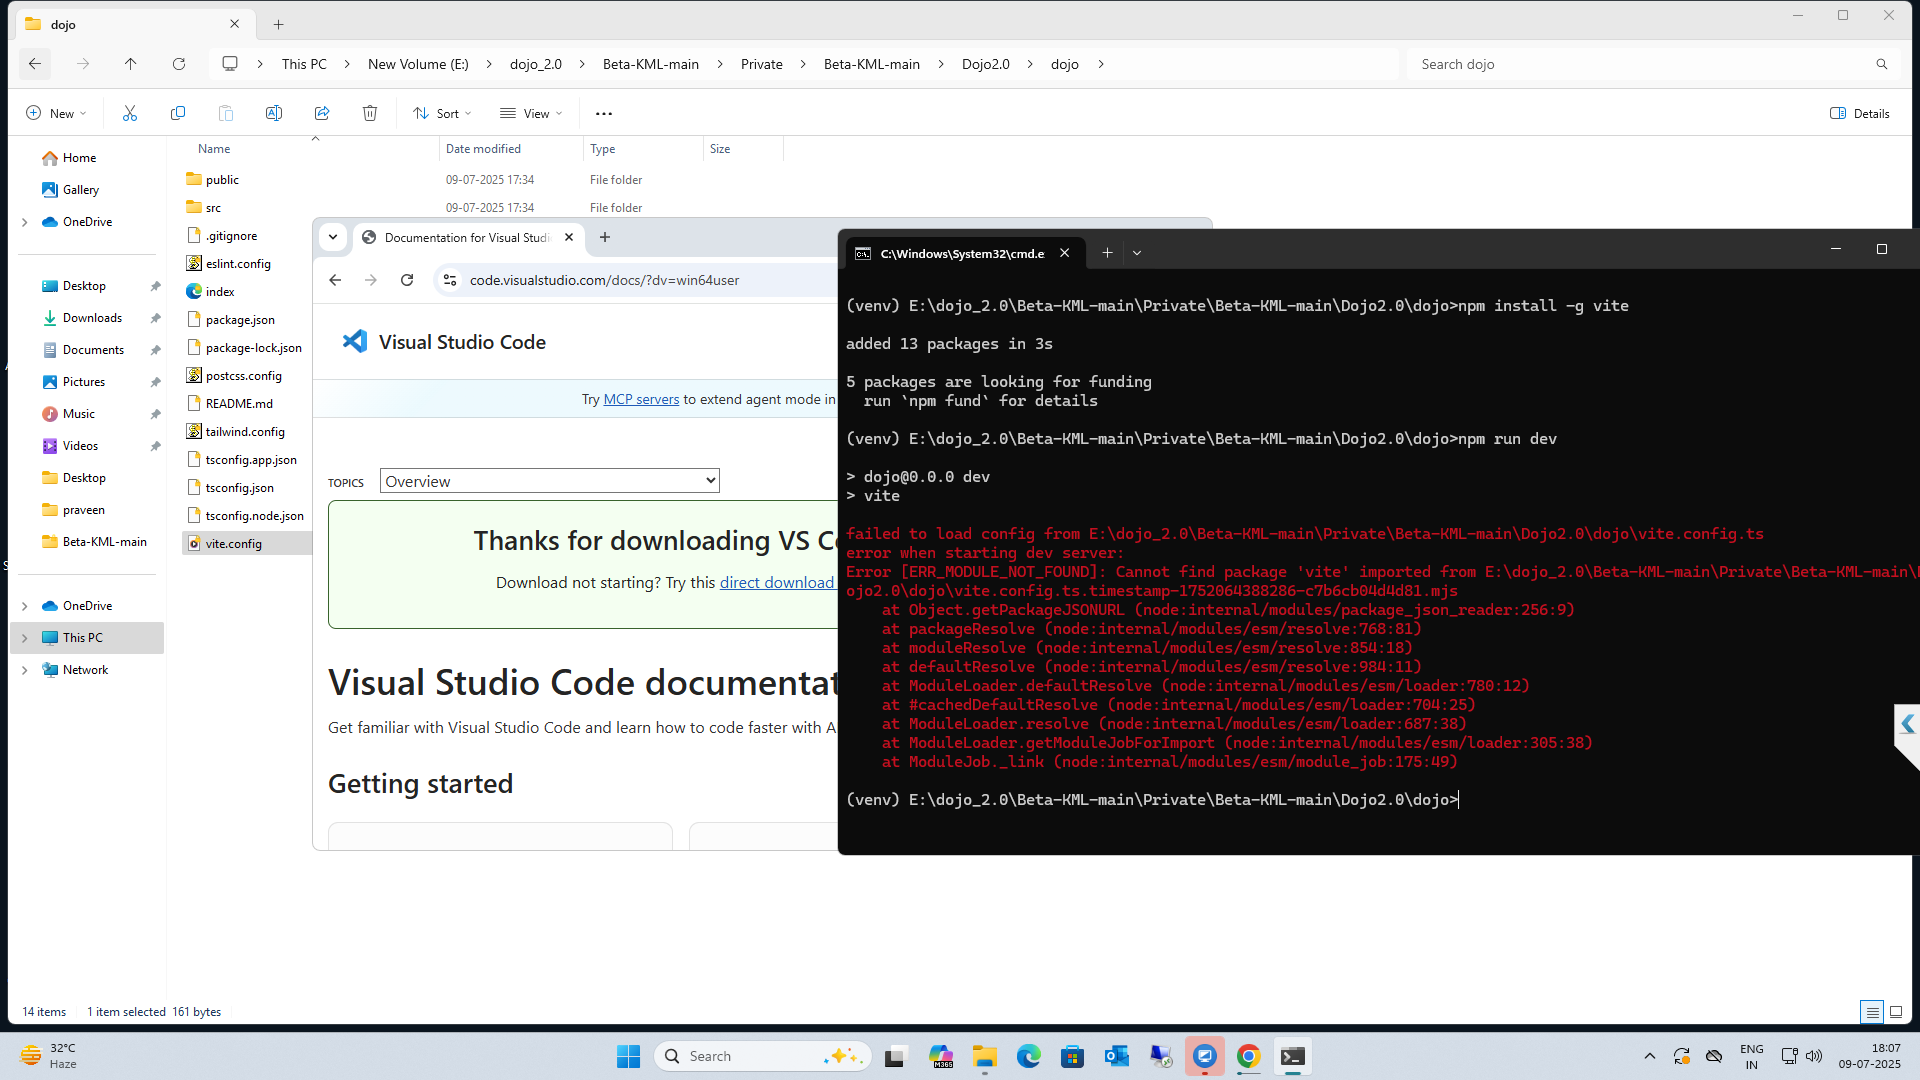 dojo
This PC
New Volume (E:)
dojo_2.0
Beta-KML-main
Private
Beta-KML-main
Dojo2.0
dojo
Search dojo
New
Sort
View
Details
Home
Gallery
OneDrive
Desktop
Downloads
Documents
Pictures
Music
Videos
Desktop
praveen
Beta-KML-main
OneDrive
This PC
Network
Name Date modified Type Size
public 09-07-2025 17:34 File folder
src 09-07-2025 17:34 File folder
.gitignore
eslint.config
index
package.json
package-lock.json
postcss.config
README.md
tailwind.config
tsconfig.app.json
tsconfig.json
tsconfig.node.json
vite.config
14 items 1 item selected 161 bytes
Documentation for Visual Studi
code.visualstudio.com/docs/?dv=win64user
Visual Studio Code
Try MCP servers to extend agent mode in
TOPICS Overview
Thanks for downloading VS C
Download not starting? Try this direct download
Visual Studio Code documentat
Get familiar with Visual Studio Code and learn how to code faster with A
Getting started
C:\Windows\System32\cmd.e
(venv) E:\dojo_2.0\Beta-KML-main\Private\Beta-KML-main\Dojo2.0\dojo>npm install -g vite
added 13 packages in 3s
5 packages are looking for funding
run `npm fund` for details
(venv) E:\dojo_2.0\Beta-KML-main\Private\Beta-KML-main\Dojo2.0\dojo>npm run dev
> dojo@0.0.0 dev
> vite
failed to load config from E:\dojo_2.0\Beta-KML-main\Private\Beta-KML-main\Dojo2.0\dojo\vite.config.ts
error when starting dev server:
Error [ERR_MODULE_NOT_FOUND]: Cannot find package 'vite' imported from E:\dojo_2.0\Beta-KML-main\Private\Beta-KML-main\D
ojo2.0\dojo\vite.config.ts.timestamp-1752064388286-c7b6cb04d4d81.mjs
at Object.getPackageJSONURL (node:internal/modules/package_json_reader:256:9)
at packageResolve (node:internal/modules/esm/resolve:768:81)
at moduleResolve (node:internal/modules/esm/resolve:854:18)
at defaultResolve (node:internal/modules/esm/resolve:984:11)
at ModuleLoader.defaultResolve (node:internal/modules/esm/loader:780:12)
at #cachedDefaultResolve (node:internal/modules/esm/loader:704:25)
at ModuleLoader.resolve (node:internal/modules/esm/loader:687:38)
at ModuleLoader.getModuleJobForImport (node:internal/modules/esm/loader:305:38)
at ModuleJob._link (node:internal/modules/esm/module_job:175:49)
(venv) E:\dojo_2.0\Beta-KML-main\Private\Beta-KML-main\Dojo2.0\dojo>
32°C
Haze
Search
M365
ENG
IN
18:07
09-07-2025